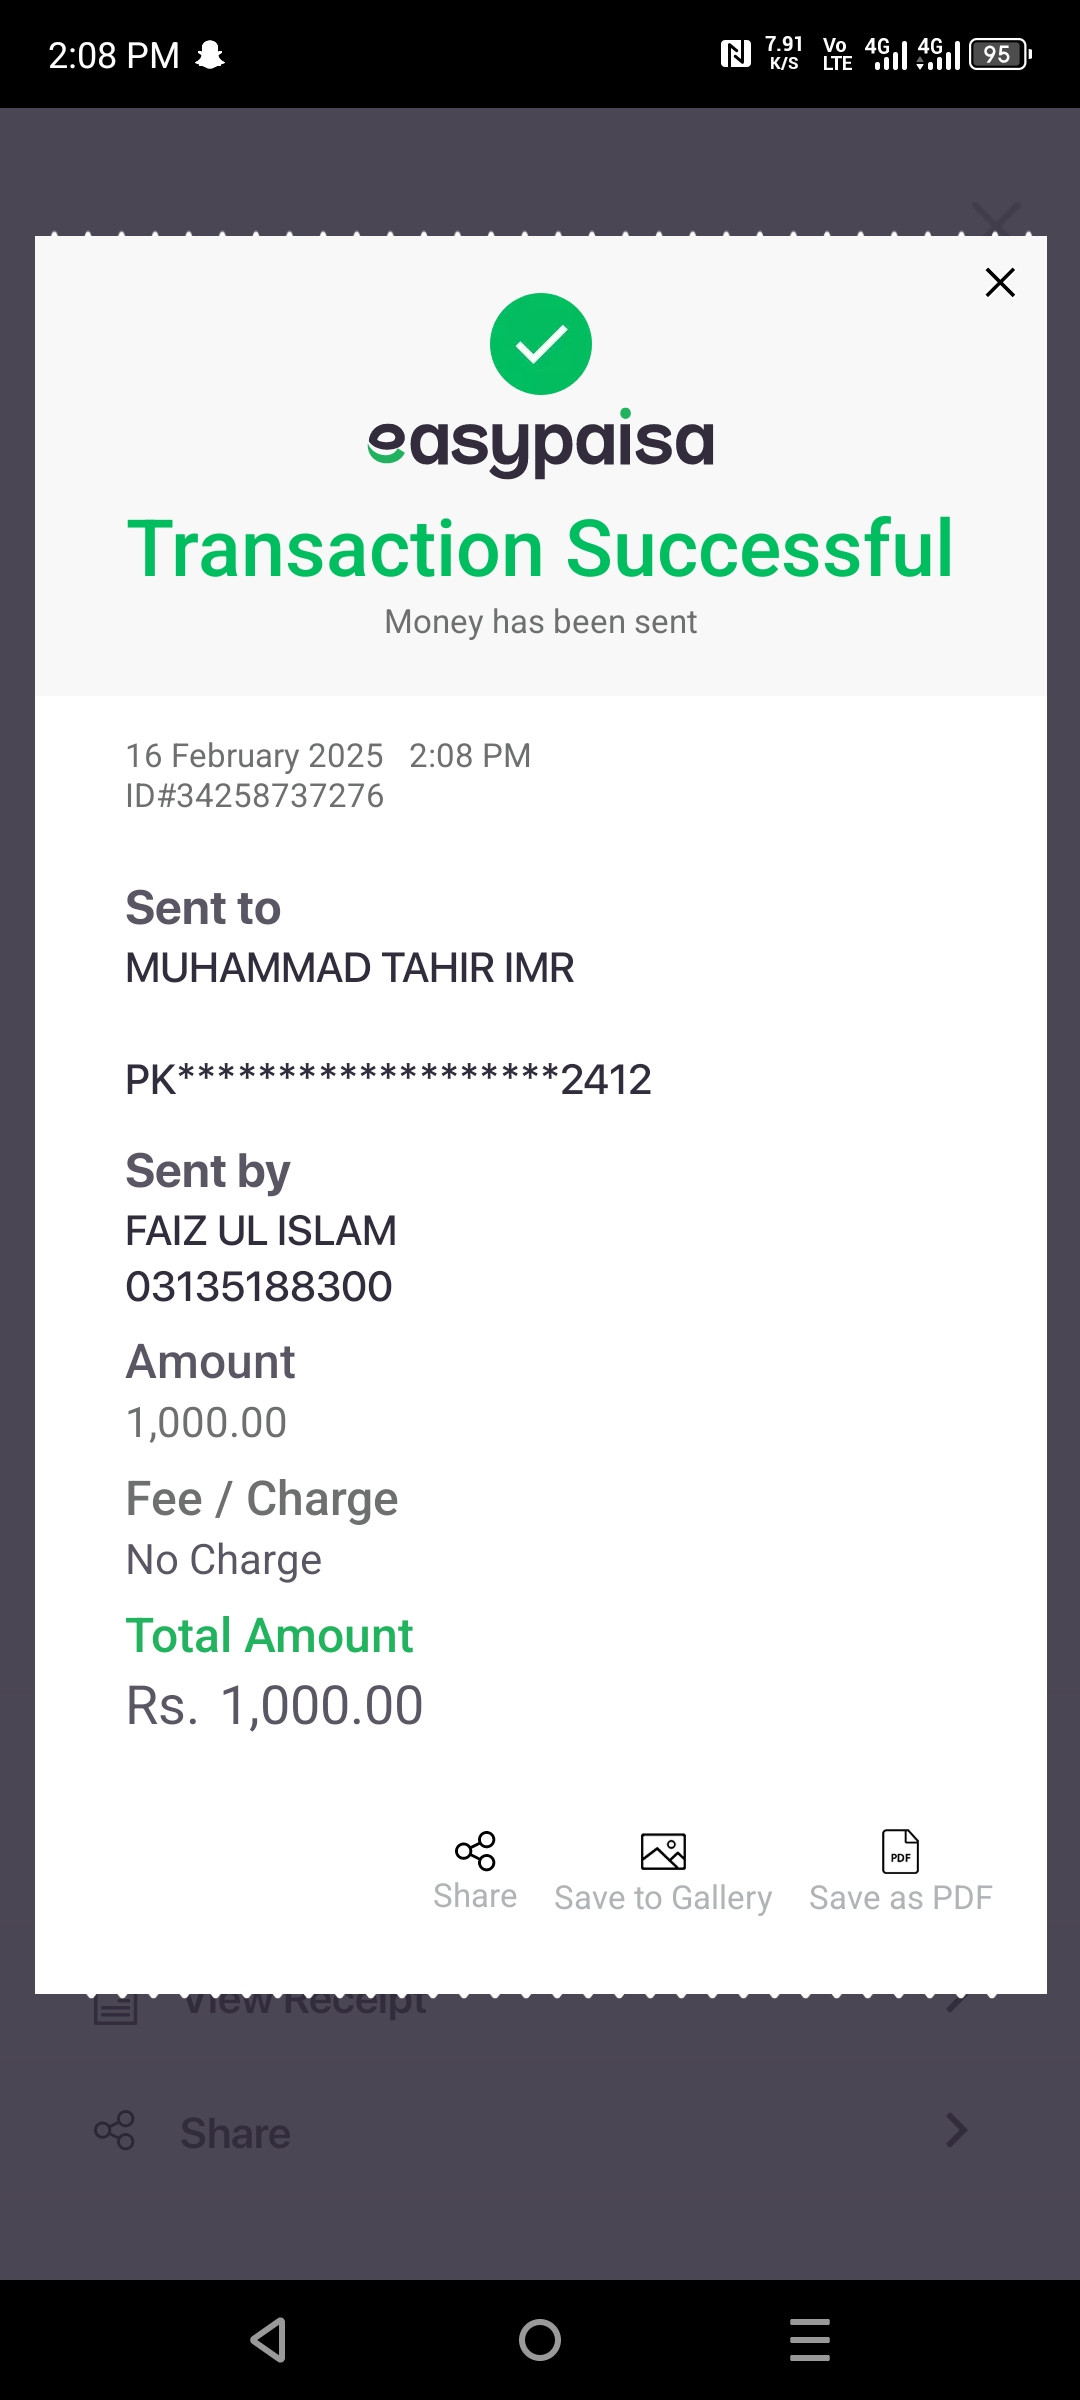 2:08 PM
7.91 K/S Vo LTE 4G 4G 95
easypaisa
Transaction Successful
Money has been sent
16 February 2025 2:08 PM
ID#34258737276
Sent to
MUHAMMAD TAHIR IMR
PK*******************2412
Sent by
FAIZ UL ISLAM
03135188300
Amount
1,000.00
Fee / Charge
No Charge
Total Amount
Rs. 1,000.00
PDF
Share Save to Gallery Save as PDF
View Receipt
Share